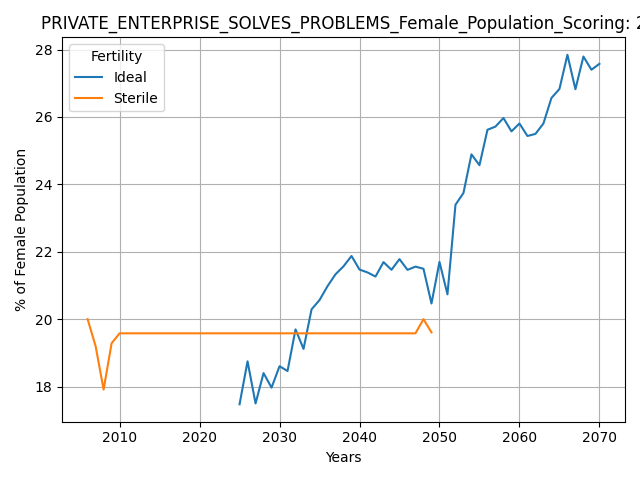 PRIVATE_ENTERPRISE_SOLVES_PROBLEMS_Female_Population_Scoring: 2
Fertility
Ideal
Sterile
28
26
24
22
20
18
% of Female Population
2010 2020 2030 2040 2050 2060 2070
Years